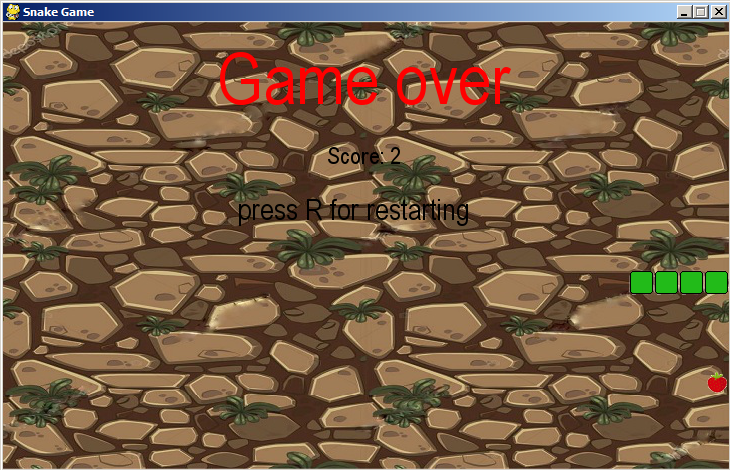 Snake Game
Game over
Score: 2
press R for restarting